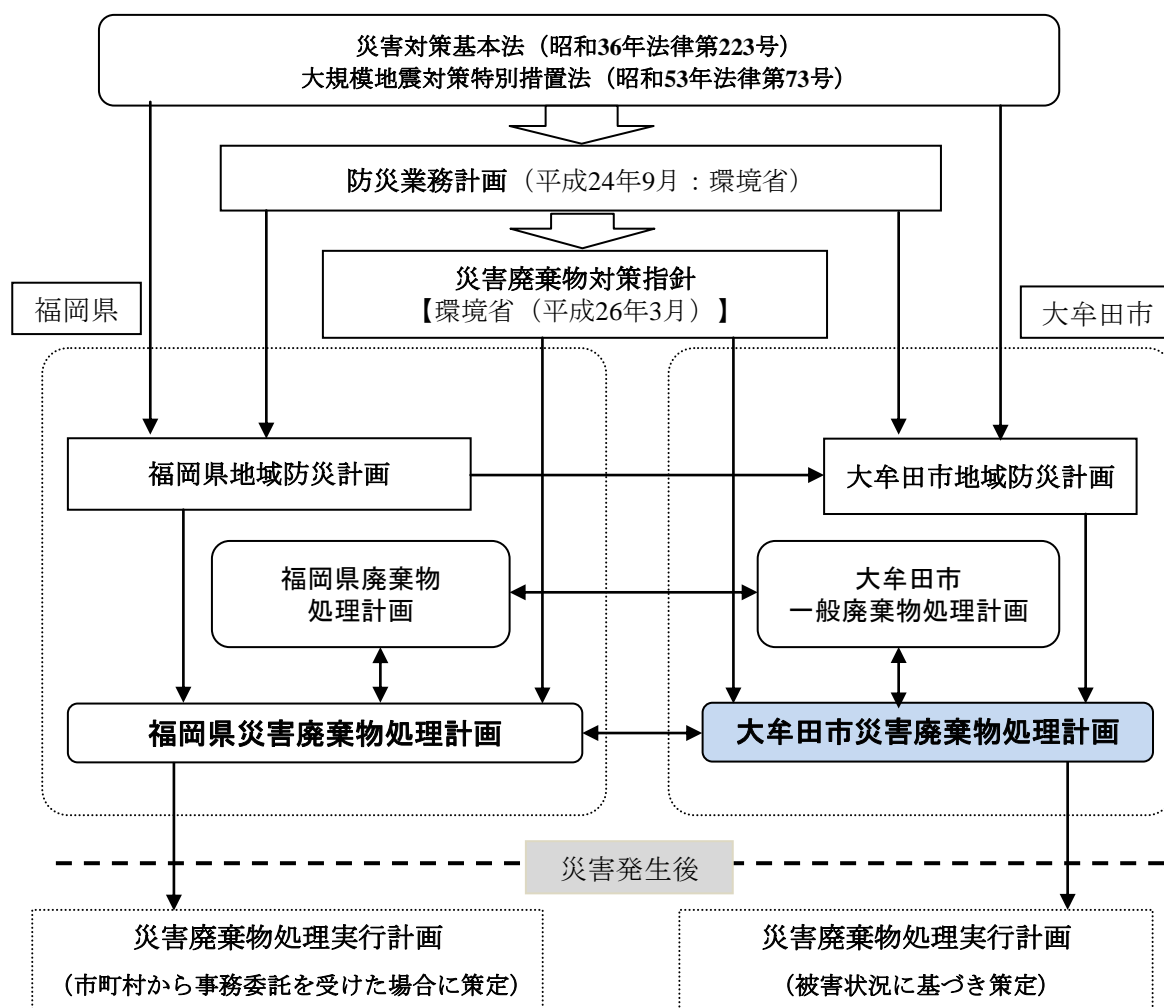 災害対策基本法（昭和36年法律第223号）
大規模地震対策特別措置法（昭和53年法律第73号）
防災業務計画（平成24年9月：環境省）
災害廃棄物対策指針
【環境省（平成26年3月）】
福岡県
大牟田市
福岡県地域防災計画
大牟田市地域防災計画
福岡県廃棄物
処理計画
大牟田市
一般廃棄物処理計画
福岡県災害廃棄物処理計画
大牟田市災害廃棄物処理計画
災害発生後
災害廃棄物処理実行計画
（市町村から事務委託を受けた場合に策定）
災害廃棄物処理実行計画
（被害状況に基づき策定）